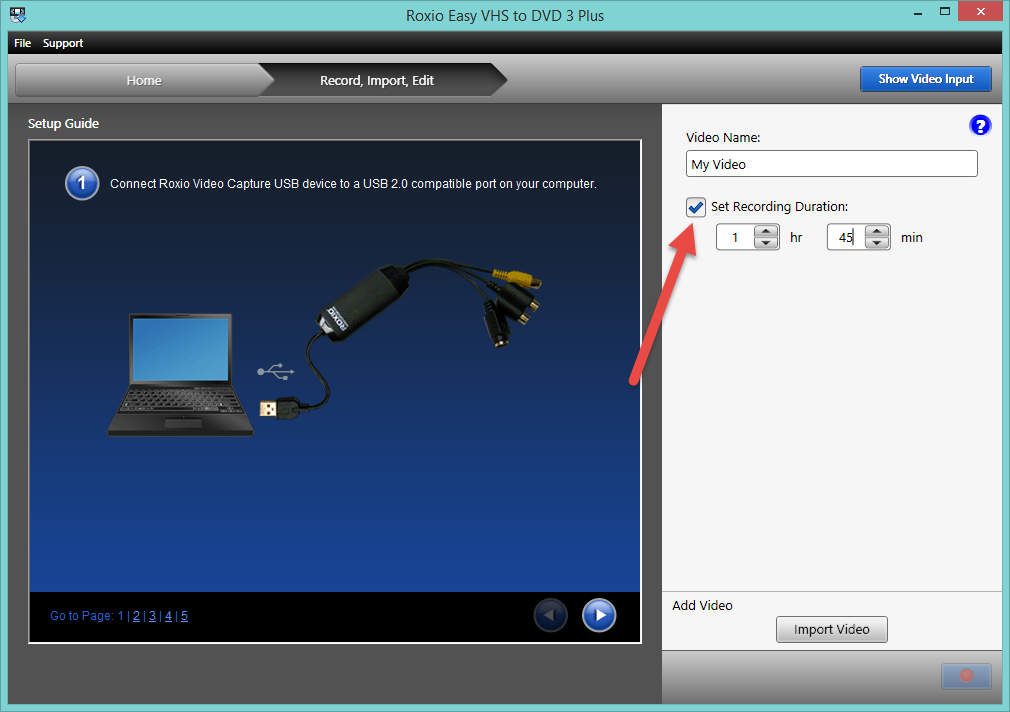 Roxio Easy VHS to DVD 3 Plus
File Support
Home
Record, Import, Edit
Show Video Input
Setup Guide
1
Connect Roxio Video Capture USB device to a USB 2.0 compatible port on your computer.
ROXIO
Go to Page: 1 | 2 | 3 | 4 | 5
?
Video Name:
My Video
Set Recording Duration:
1 hr 45 min
Add Video
Import Video